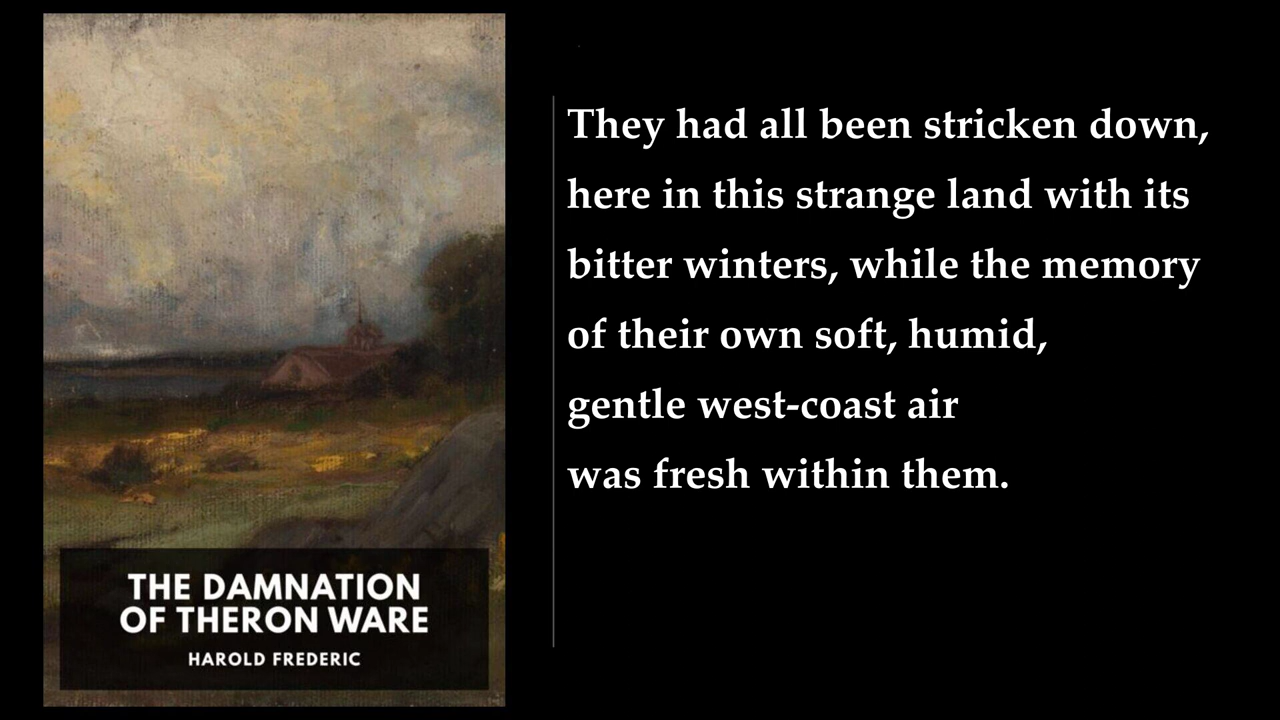 They had all been stricken down,
here in this strange land with its
bitter winters, while the memory
of their own soft, humid,
gentle west-coast air
was fresh within them.
THE DAMNATION
OF THERON WARE
HAROLD FREDERIC